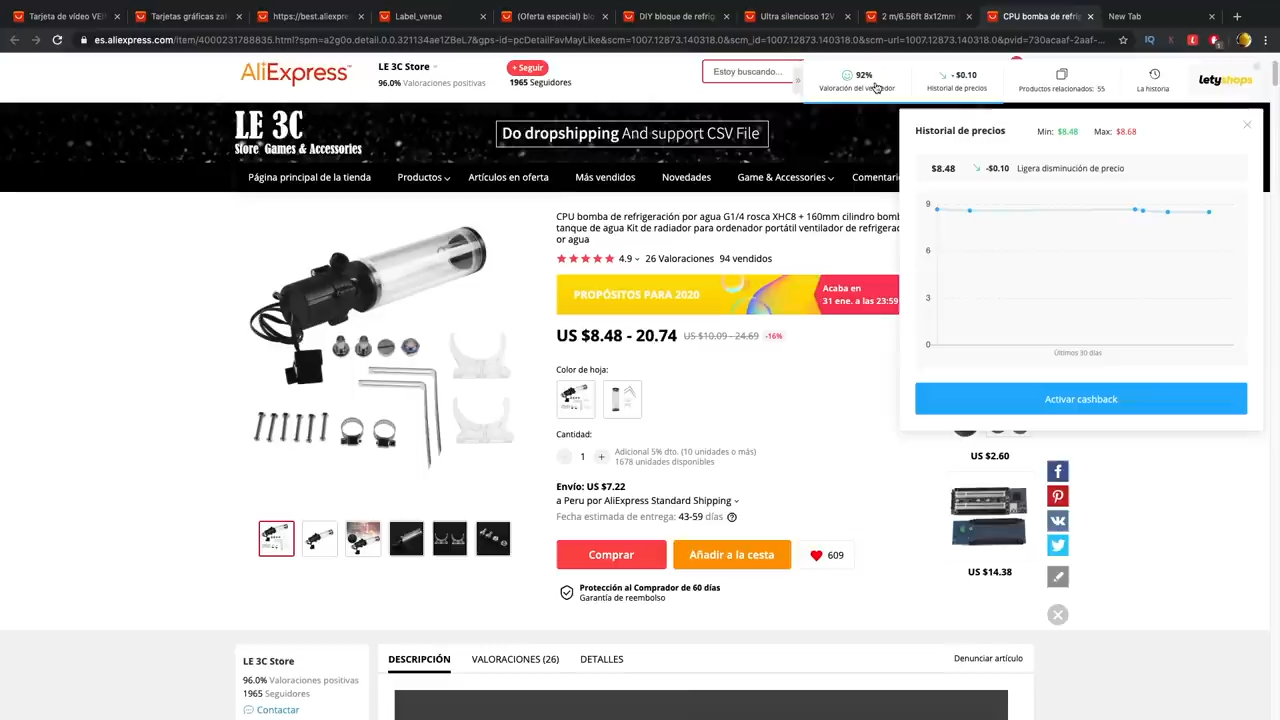 Tarjeta de vídeo VEI
Tarjetas gráficas za
https://best.aliexpre
Label_venue
(Oferta especial) blo
DIY bloque de refrig
Ultra silencioso 12V
2 m/6.56ft 8x12mm
CPU bomba de refrig
New Tab
es.aliexpress.com/item/4000231788835.html?spm=a2g0o.detail.0.0.321134ae1ZBeL7&gps-id=pcDetailFavMayLike&scm=1007.12873.140318.0&scm_id=1007.12873.140318.0&scm-url=1007.12873.140318.0&pvid=730acaaf-2aaf-...
AliExpress
LE 3C Store
96.0% Valoraciones positivas
+ Seguir
1965 Seguidores
Estoy buscando...
92%
Valoración del vendedor
- $0.10
Historial de precios
Productos relacionados: 55
La historia
letyshops
LE 3C
Store Games & Accessories
Do dropshipping And support CSV File
Página principal de la tienda
Productos
Artículos en oferta
Más vendidos
Novedades
Game & Accessories
Comentari
Historial de precios
Min: $8.48
Max: $8.68
$8.48
-$0.10
Ligera disminución de precio
9
6
3
0
Últimos 30 días
Activar cashback
CPU bomba de refrigeración por agua G1/4 rosca XHC8 + 160mm cilindro bomb
tanque de agua Kit de radiador para ordenador portátil ventilador de refrigerac
or agua
4.9
26 Valoraciones
94 vendidos
PROPÓSITOS PARA 2020
Acaba en
31 ene. a las 23:59
US $8.48 - 20.74
US $10.09 - 24.69
-16%
Color de hoja:
Cantidad:
1
Adicional 5% dto. (10 unidades o más)
1678 unidades disponibles
Envío: US $7.22
a Peru por AliExpress Standard Shipping
Fecha estimada de entrega: 43-59 días
Comprar
Añadir a la cesta
609
Protección al Comprador de 60 días
Garantía de reembolso
US $2.60
US $14.38
LE 3C Store
96.0% Valoraciones positivas
1965 Seguidores
Contactar
DESCRIPCIÓN
VALORACIONES (26)
DETALLES
Denunciar artículo